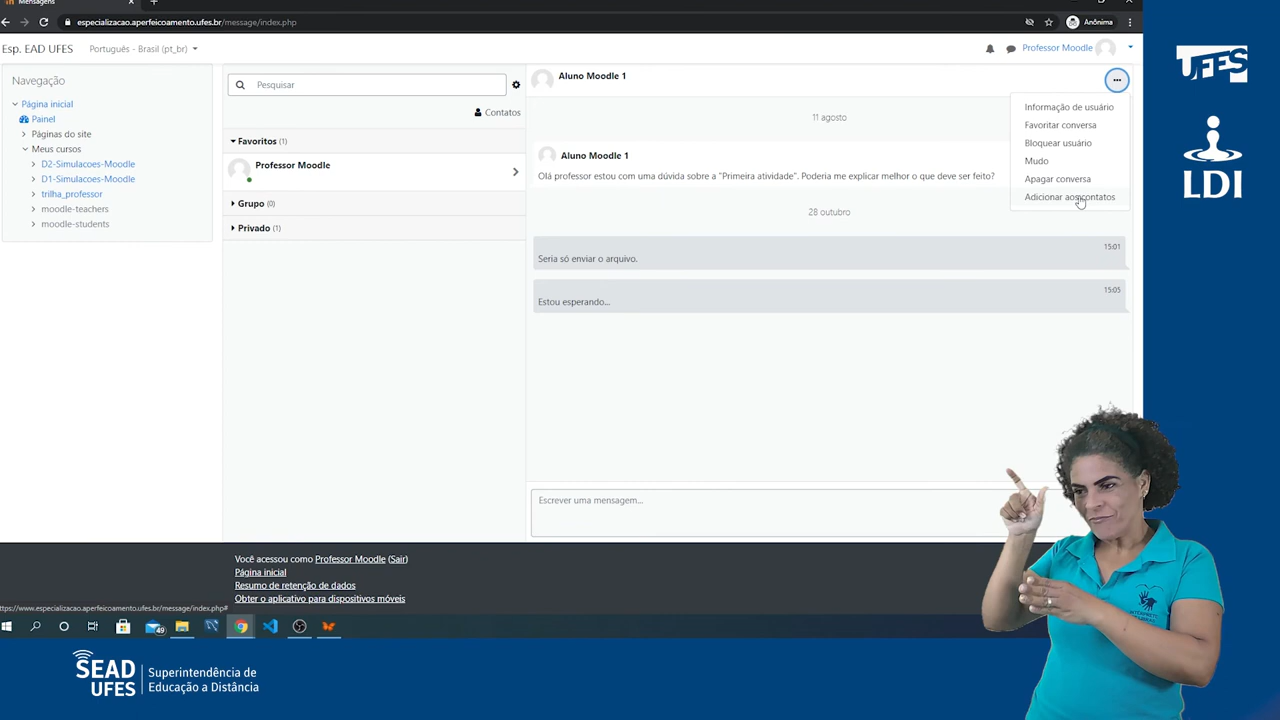 Mensagens
especializacao.aperfeicoamento.ufes.br/message/index.php
Anônima
Esp. EAD UFES
Português - Brasil (pt_br)
Professor Moodle
Navegação
Página inicial
Painel
Páginas do site
Meus cursos
D2-Simulacoes-Moodle
D1-Simulacoes-Moodle
trilha_professor
moodle-teachers
moodle-students
Pesquisar
Contatos
Favoritos (1)
Professor Moodle
Grupo (0)
Privado (1)
Aluno Moodle 1
11 agosto
Aluno Moodle 1
Olá professor estou com uma dúvida sobre a "Primeira atividade". Poderia me explicar melhor o que deve ser feito?
28 outubro
15:01
Seria só enviar o arquivo.
15:05
Estou esperando...
Informação de usuário
Favoritar conversa
Bloquear usuário
Mudo
Apagar conversa
Adicionar aos contatos
Escrever uma mensagem...
Você acessou como Professor Moodle (Sair)
Página inicial
Resumo de retenção de dados
Obter o aplicativo para dispositivos móveis
ttps://www.especializacao.aperfeicoamento.ufes.br/message/index.php#
49
UFES
LDI
SEAD
UFES
Superintendência de
Educação a Distância